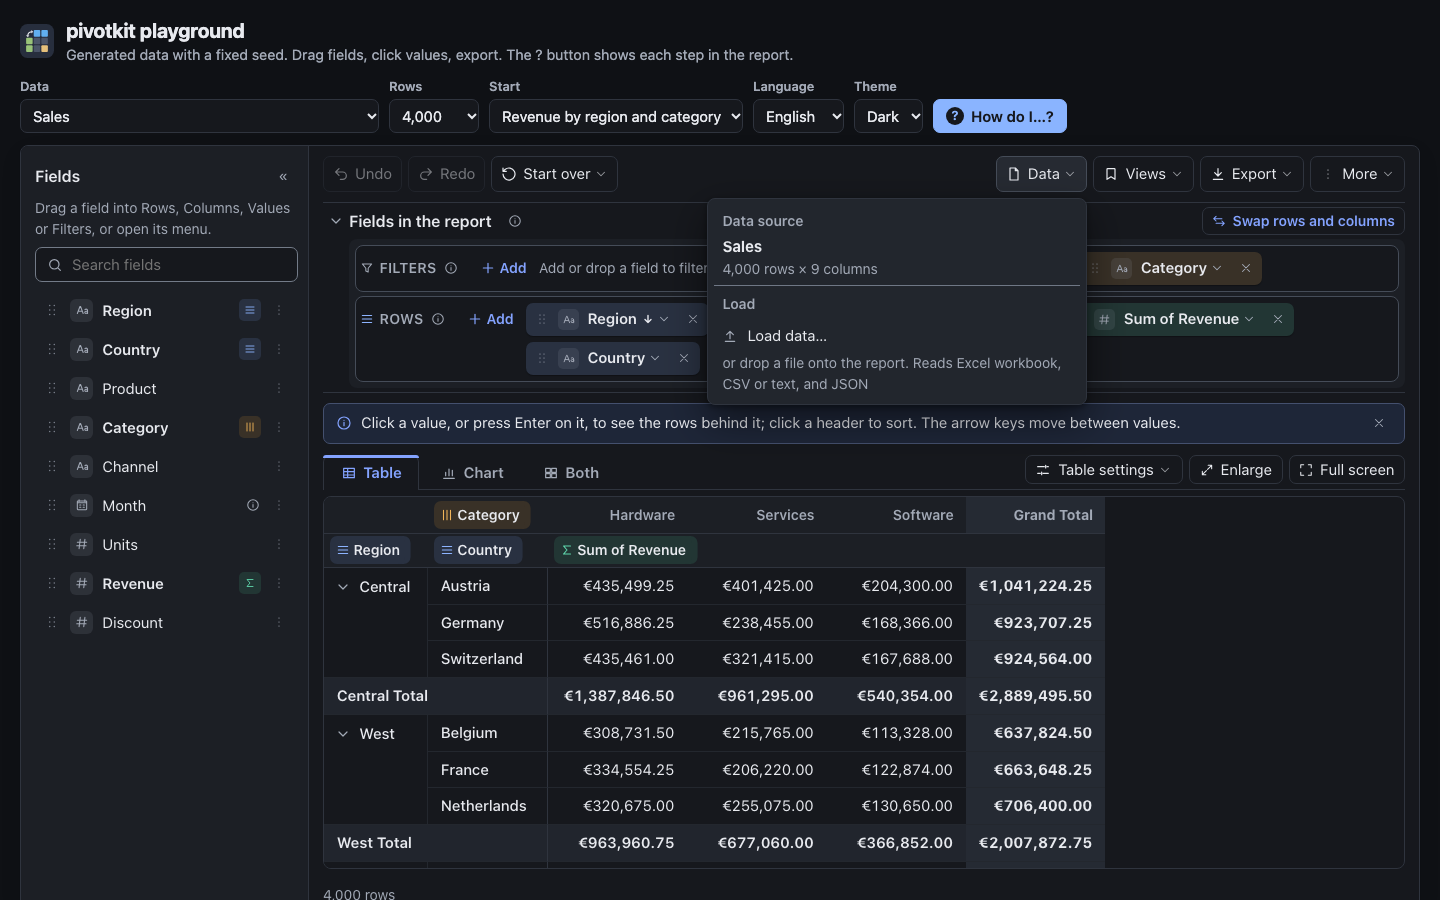 pivotkit playground
Generated data with a fixed seed. Drag fields, click values, export. The ? button shows each step in the report.
Data Rows Start Language Theme
Sales 4,000 Revenue by region and category English Dark ? How do I...?
Fields «
Drag a field into Rows, Columns, Values
or Filters, or open its menu.
Search fields
Aa Region
Aa Country
Aa Product
Aa Category
Aa Channel
Month
# Units
# Revenue Σ
# Discount
Undo Redo Start over Data Views Export More
Fields in the report Swap rows and columns
FILTERS + Add Add or drop a field to filter
Aa Category
ROWS + Add Aa Region ↓
# Sum of Revenue
Aa Country
Data source
Sales
4,000 rows × 9 columns
Load
Load data...
or drop a file onto the report. Reads Excel workbook,
CSV or text, and JSON
Click a value, or press Enter on it, to see the rows behind it; click a header to sort. The arrow keys move between values.
Table Chart Both Table settings Enlarge Full screen
Category Hardware Services Software Grand Total
Region Country Σ Sum of Revenue
Central Austria €435,499.25 €401,425.00 €204,300.00 €1,041,224.25
Germany €516,886.25 €238,455.00 €168,366.00 €923,707.25
Switzerland €435,461.00 €321,415.00 €167,688.00 €924,564.00
Central Total €1,387,846.50 €961,295.00 €540,354.00 €2,889,495.50
West Belgium €308,731.50 €215,765.00 €113,328.00 €637,824.50
France €334,554.25 €206,220.00 €122,874.00 €663,648.25
Netherlands €320,675.00 €255,075.00 €130,650.00 €706,400.00
West Total €963,960.75 €677,060.00 €366,852.00 €2,007,872.75
4,000 rows